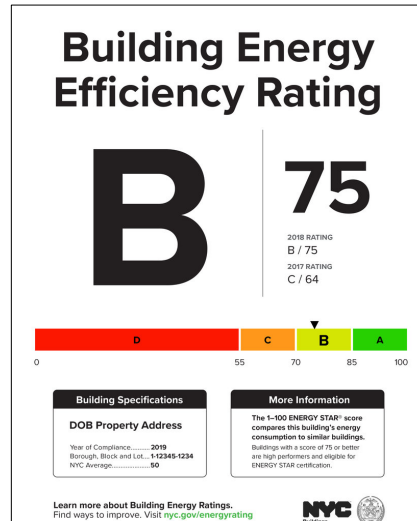 Building Energy
Efficiency Rating
B
75
2018 RATING
B / 75
2017 RATING
C / 64
D C B A
0 55 70 85 100
Building Specifications
DOB Property Address
Year of Compliance.........2019
Borough, Block and Lot....1-12345-1234
NYC Average....................50
More Information
The 1–100 ENERGY STAR® score
compares this building's energy
consumption to similar buildings.
Buildings with a score of 75 or better
are high performers and eligible for
ENERGY STAR certification.
Learn more about Building Energy Ratings.
Find ways to improve. Visit nyc.gov/energyrating
NYC
Buildings